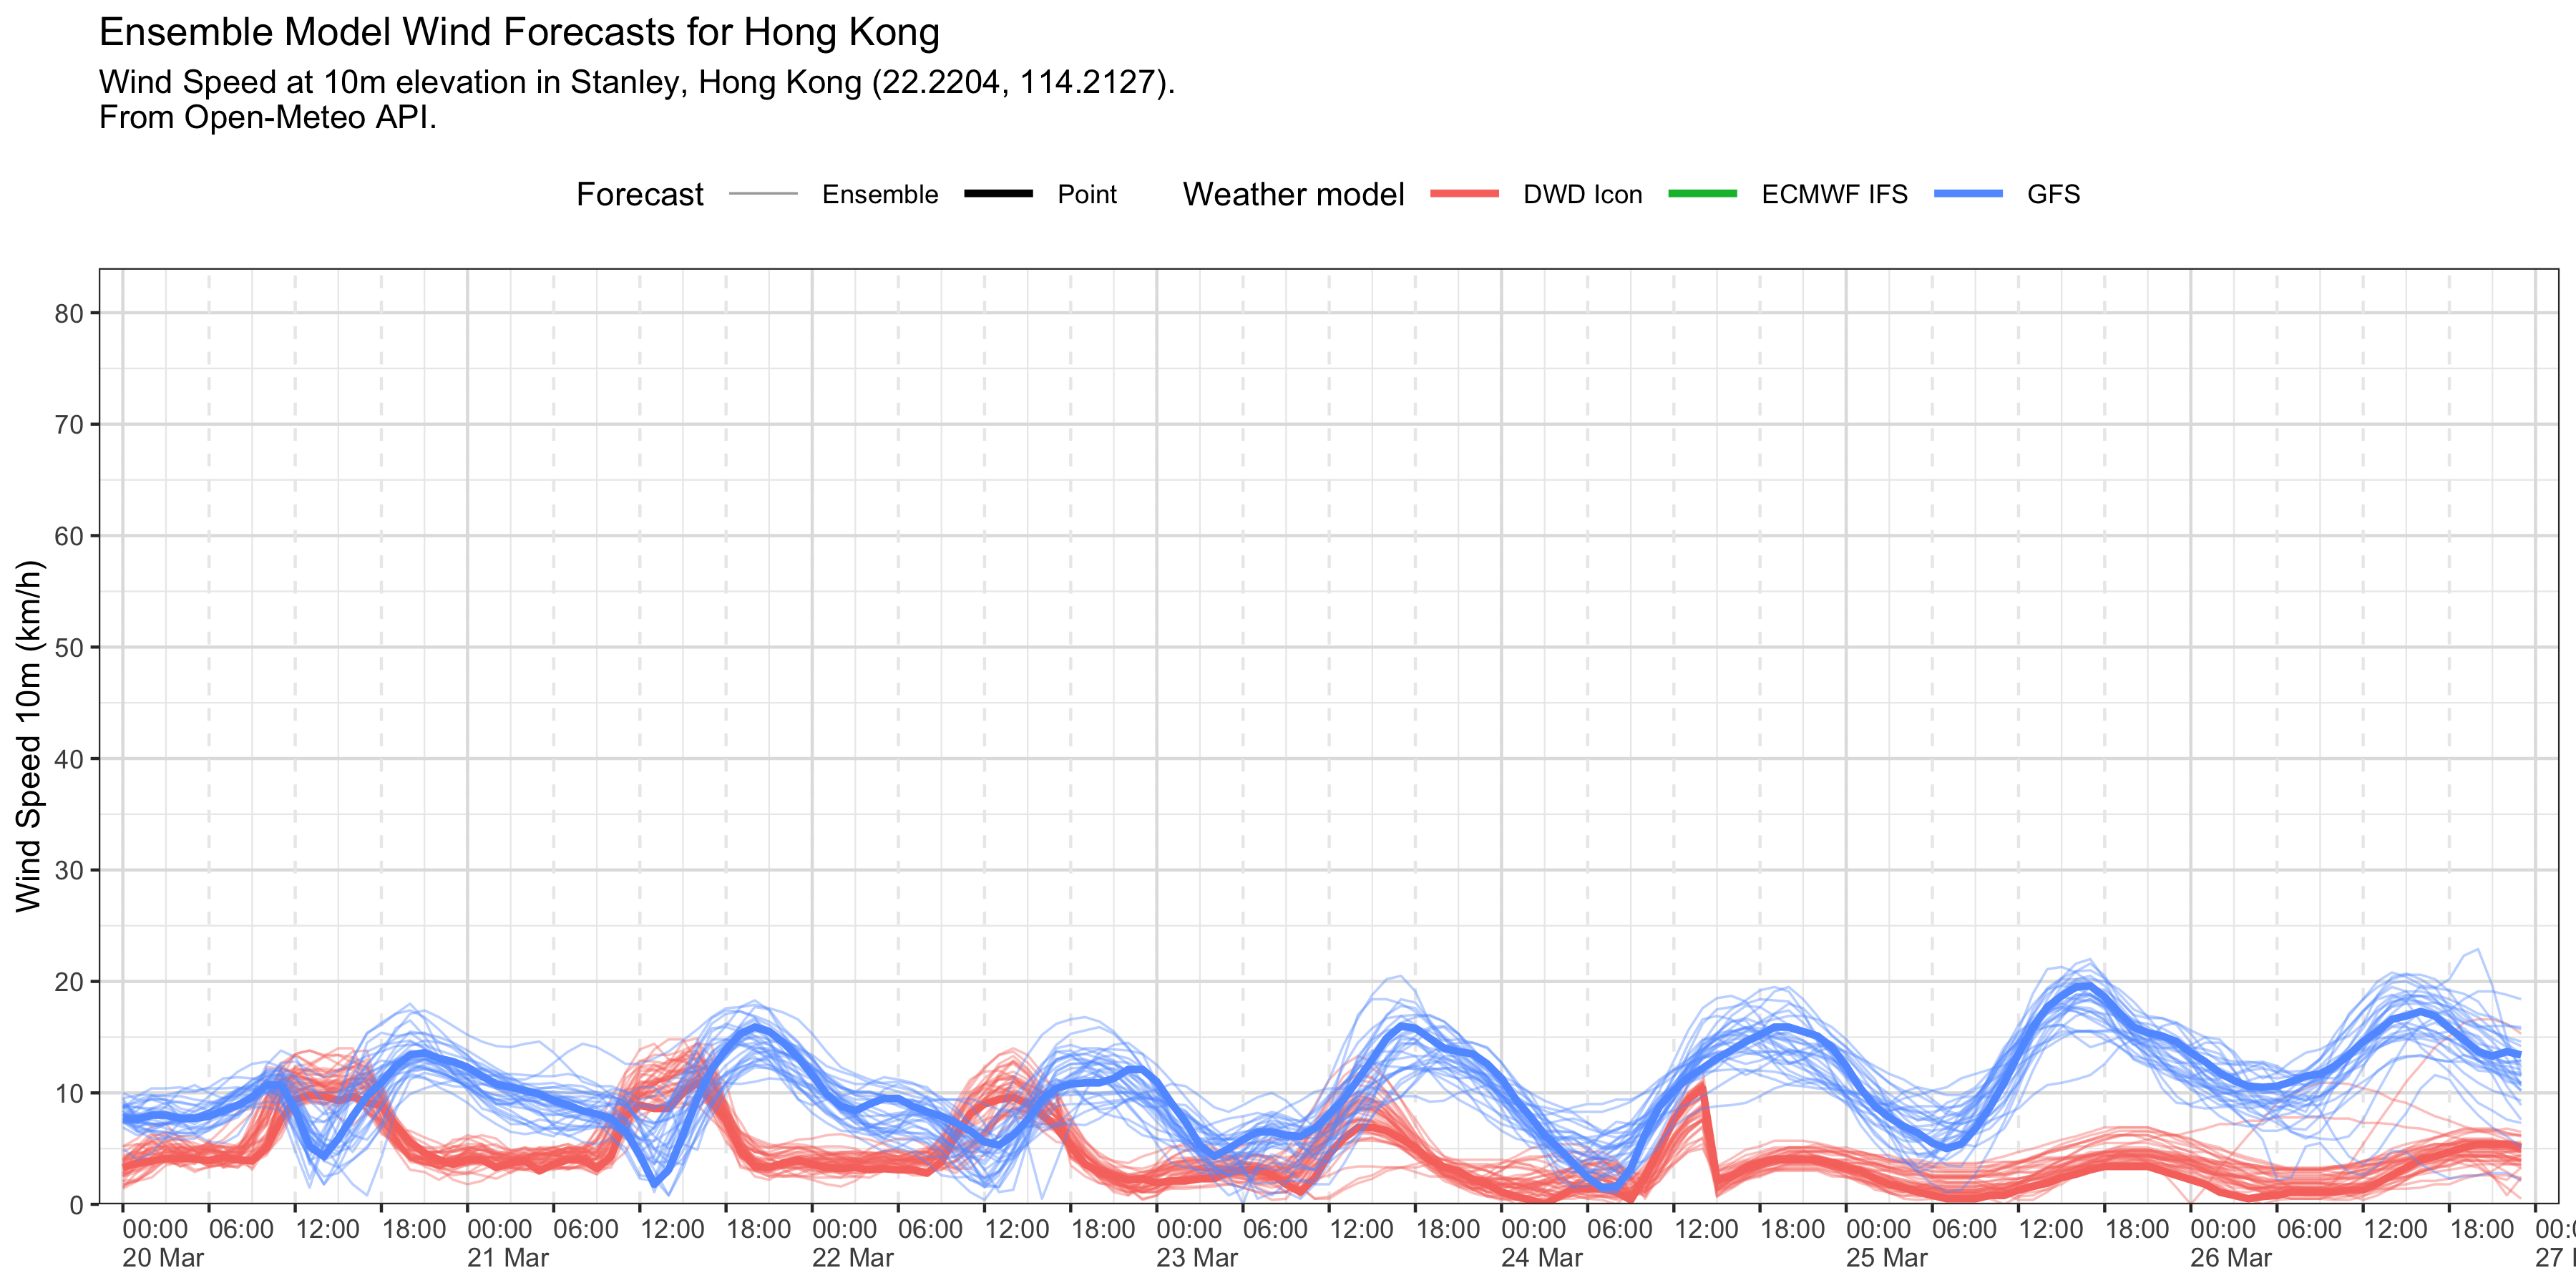 Ensemble Model Wind Forecasts for Hong Kong
Wind Speed at 10m elevation in Stanley, Hong Kong (22.2204, 114.2127).
From Open-Meteo API.
Forecast Ensemble Point Weather model DWD Icon ECMWF IFS GFS
Wind Speed 10m (km/h)
80
70
60
50
40
30
20
10
0
00:00 06:00 12:00 18:00 00:00 06:00 12:00 18:00 00:00 06:00 12:00 18:00 00:00 06:00 12:00 18:00 00:00 06:00 12:00 18:00 00:00 06:00 12:00 18:00 00:00 06:00 12:00 18:00
20 Mar 21 Mar 22 Mar 23 Mar 24 Mar 25 Mar 26 Mar 27